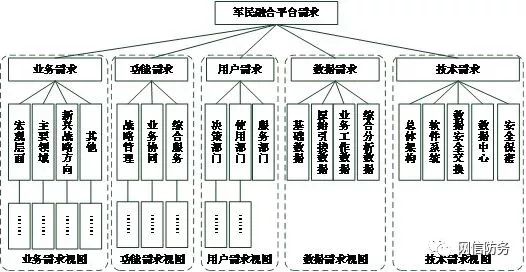 军民融合平台需求
业务需求
功能需求
用户需求
数据需求
技术需求
宏观层面
主要领域
新兴战略方向
其他
战略管理
业务协同
综合服务
决策部门
使用部门
服务部门
基础数据
原始引接数据
业务工作数据
综合分析数据
总体架构
软件系统
数据安全交换
数据中心
安全保密
业务需求视图
功能需求视图
用户需求视图
数据需求视图
技术需求视图
网信防务